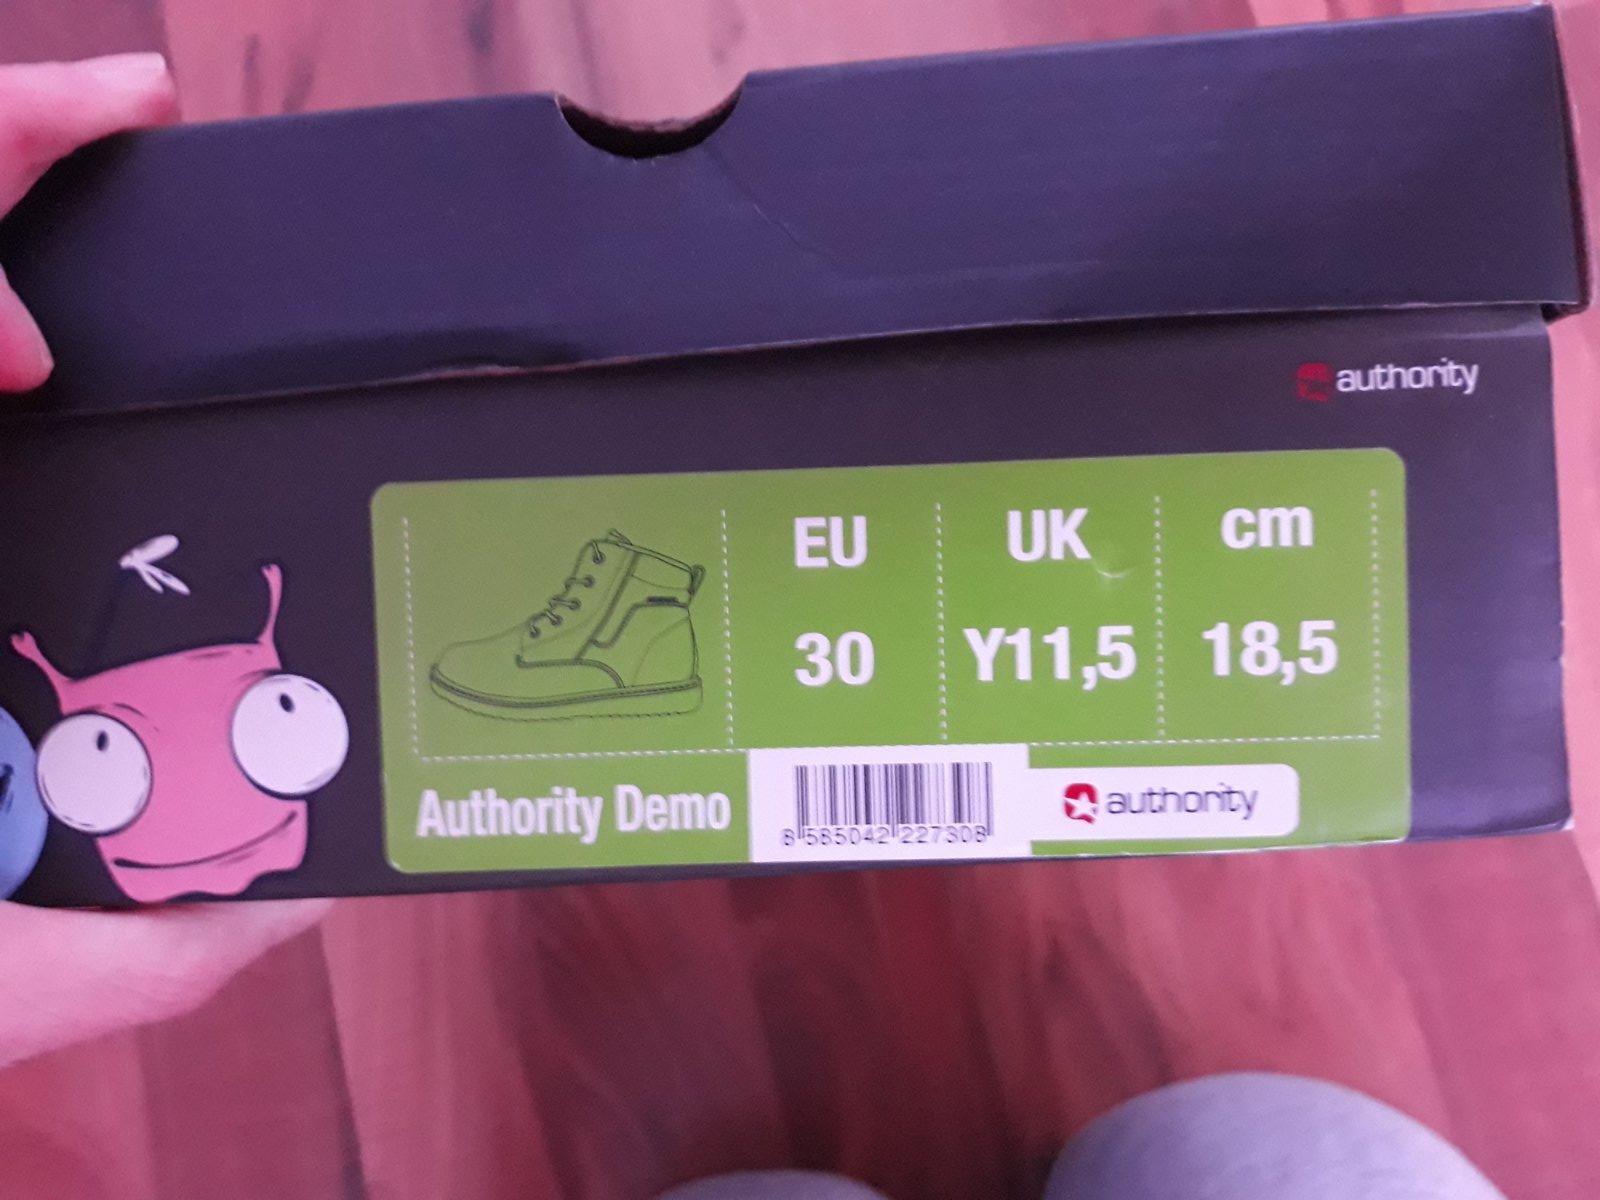 authority
EU UK cm
30 Y11,5 18,5
Authority Demo
8 585042 227308
authority